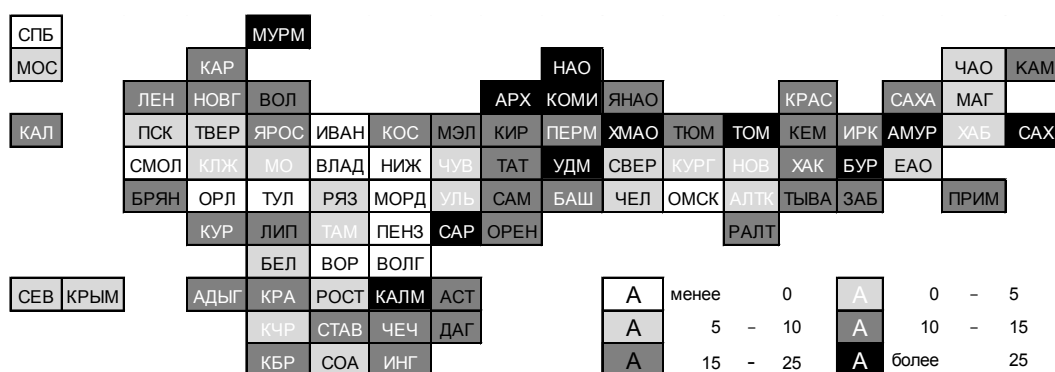 СПБ МУРМ
МОС КАР НАО ЧАО КАМ
ЛЕН НОВГ ВОЛ АРХ КОМИ ЯНАО КРАС САХА МАГ
КАЛ ПСК ТВЕР ЯРОС ИВАН КОС МЭЛ КИР ПЕРМ ХМАО ТЮМ ТОМ КЕМ ИРК АМУР ХАБ САХ
СМОЛ КЛЖ МО ВЛАД НИЖ ЧУВ ТАТ УДМ СВЕР КУРГ НОВ ХАК БУР ЕАО
БРЯН ОРЛ ТУЛ РЯЗ МОРД УЛЬ САМ БАШ ЧЕЛ ОМСК АЛТК ТЫВА ЗАБ ПРИМ
КУР ЛИП ТАМ ПЕНЗ САР ОРЕН РАЛТ
БЕЛ ВОР ВОЛГ
СЕВ КРЫМ АДЫГ КРА РОСТ КАЛМ АСТ А менее 0 А 0 – 5
КЧР СТАВ ЧЕЧ ДАГ А 5 – 10 А 10 – 15
КБР СОА ИНГ А 15 - 25 А более 25